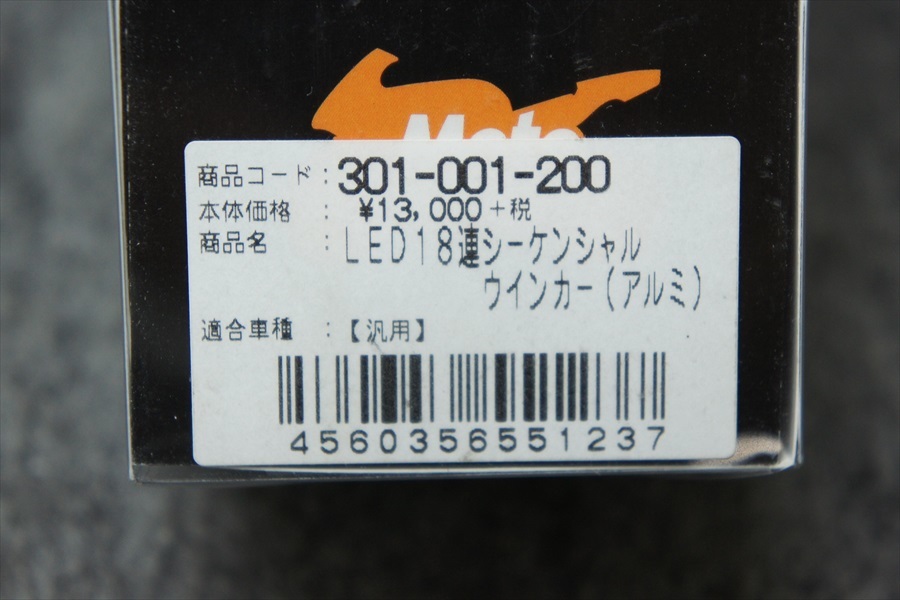 Moto
商品コード：301-001-200
本体価格 ： ¥13,000＋税
商品名 ： LED18連シーケンシャル
ウインカー(アルミ)
適合車種 ：【汎用】
4560356551237